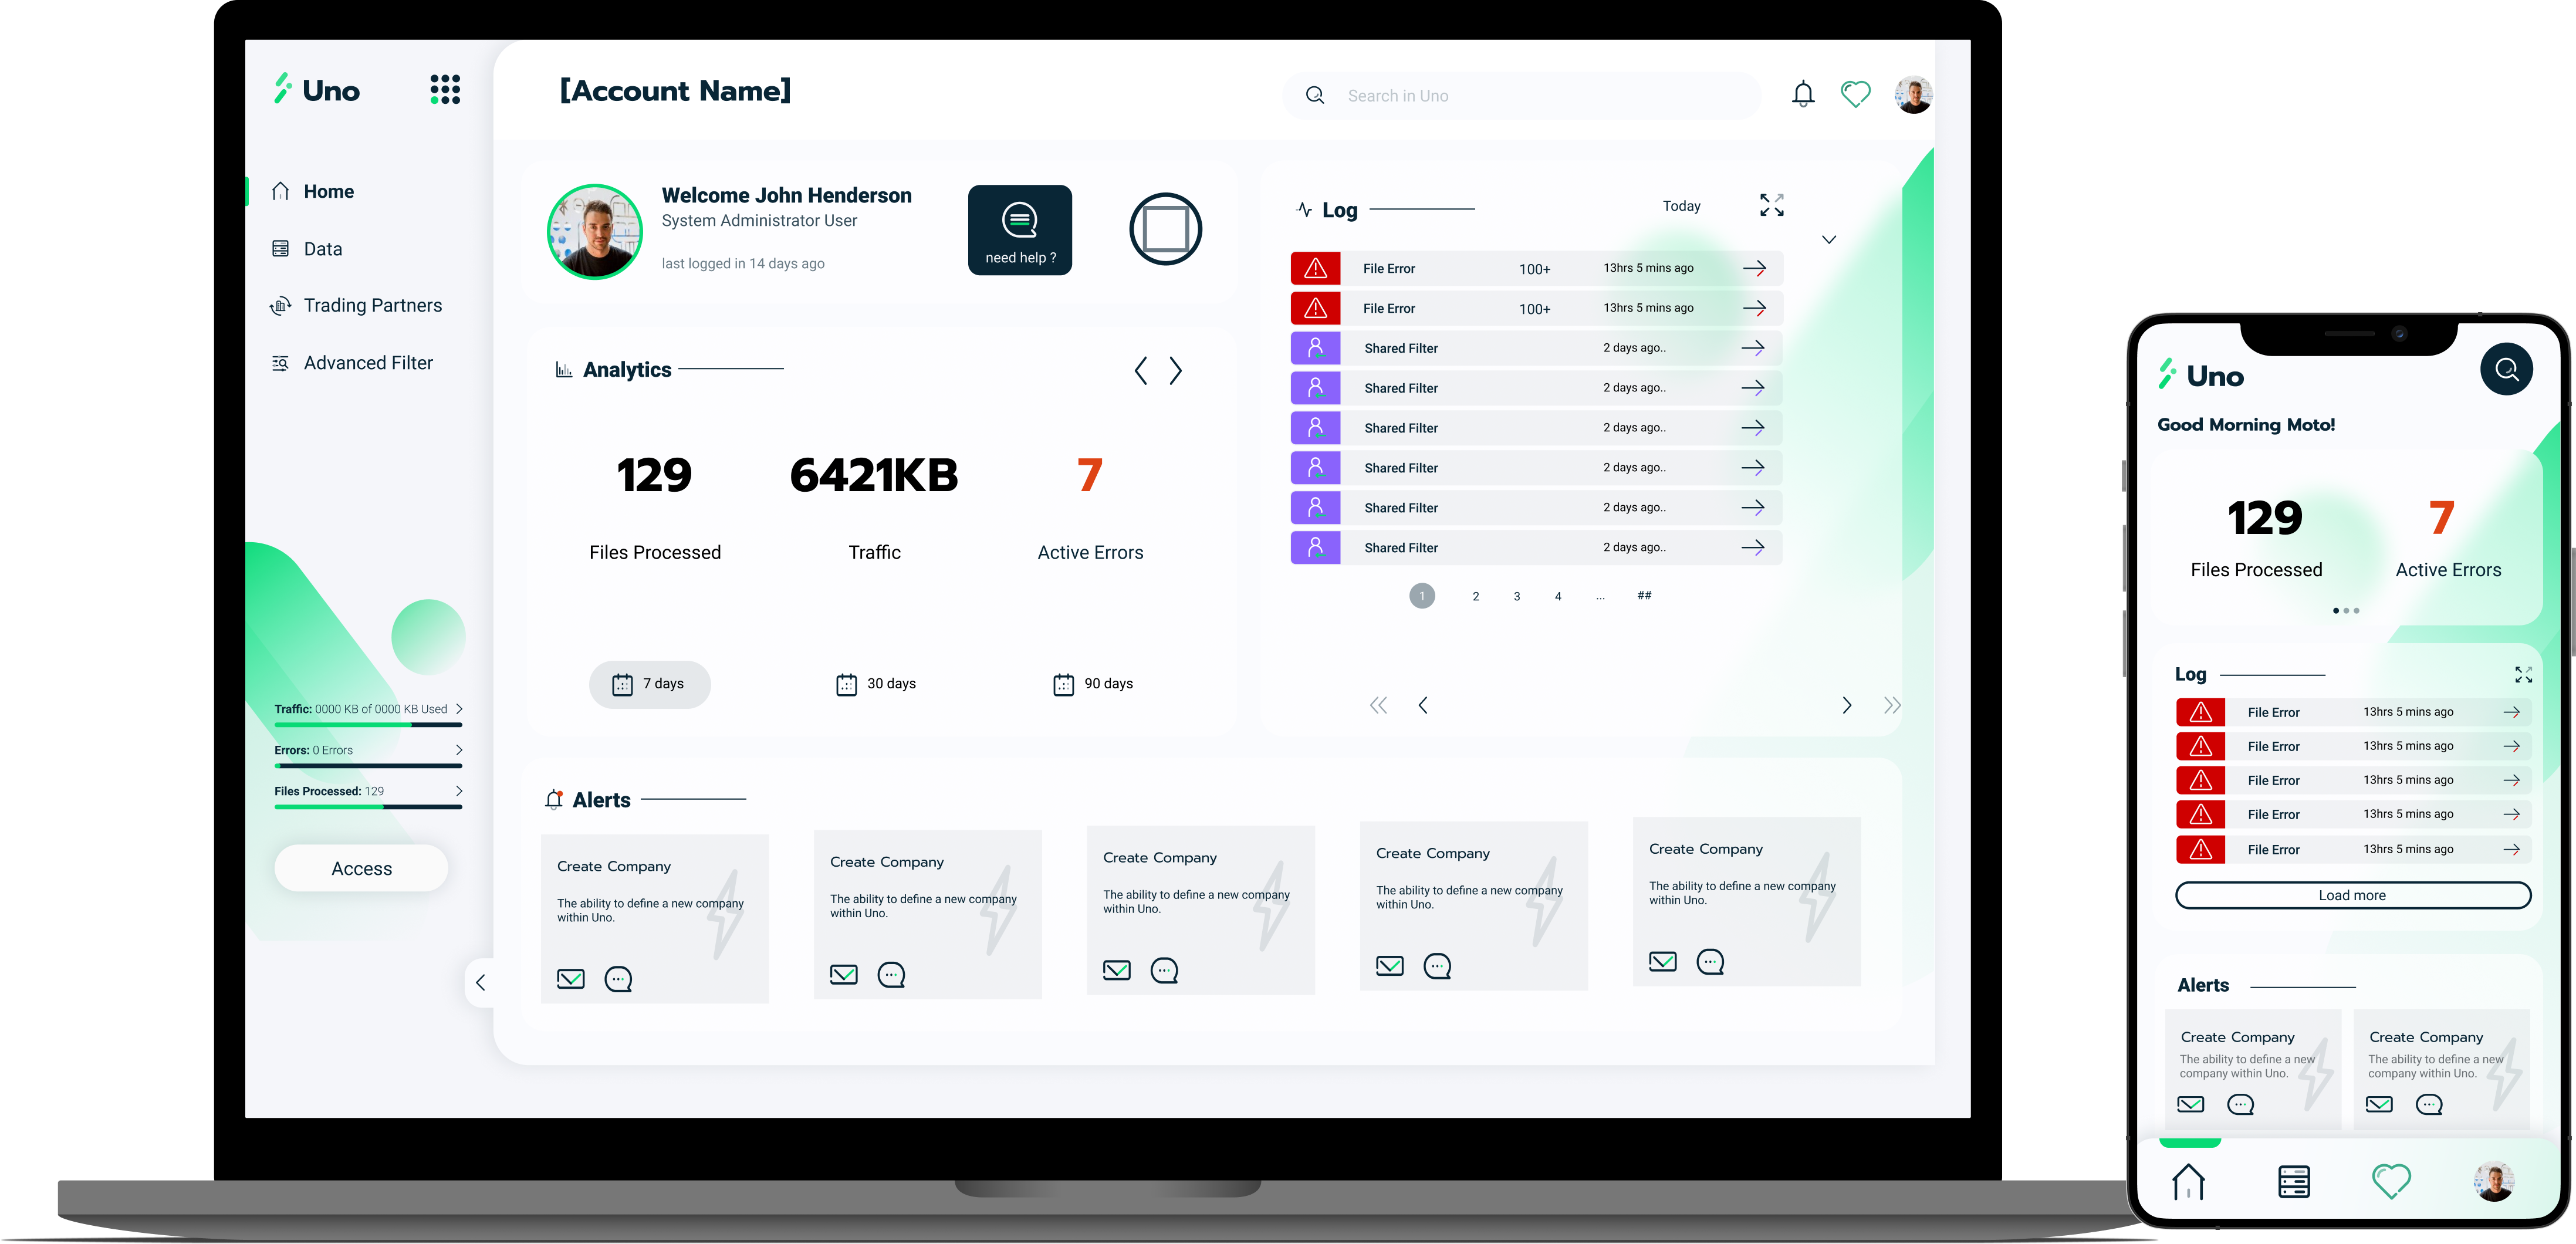 Uno
[Account Name]
Search in Uno
Home
Data
Trading Partners
Advanced Filter
Traffic: 0000 KB of 0000 KB Used
Errors: 0 Errors
Files Processed: 129
Access
Welcome John Henderson
System Administrator User
last logged in 14 days ago
need help ?
Analytics
129
6421KB
7
Files Processed
Traffic
Active Errors
7 days
30 days
90 days
Log
Today
File Error 100+ 13hrs 5 mins ago
File Error 100+ 13hrs 5 mins ago
Shared Filter 2 days ago..
Shared Filter 2 days ago..
Shared Filter 2 days ago..
Shared Filter 2 days ago..
Shared Filter 2 days ago..
Shared Filter 2 days ago..
1 2 3 4 ... ##
Alerts
Create Company
The ability to define a new company
within Uno.
Create Company
The ability to define a new company
within Uno.
Create Company
The ability to define a new company
within Uno.
Create Company
The ability to define a new company
within Uno.
Create Company
The ability to define a new company
within Uno.
Uno
Good Morning Moto!
129
7
Files Processed
Active Errors
Log
File Error 13hrs 5 mins ago
File Error 13hrs 5 mins ago
File Error 13hrs 5 mins ago
File Error 13hrs 5 mins ago
File Error 13hrs 5 mins ago
Load more
Alerts
Create Company
The ability to define a new
company within Uno.
Create Company
The ability to define a new
company within Uno.